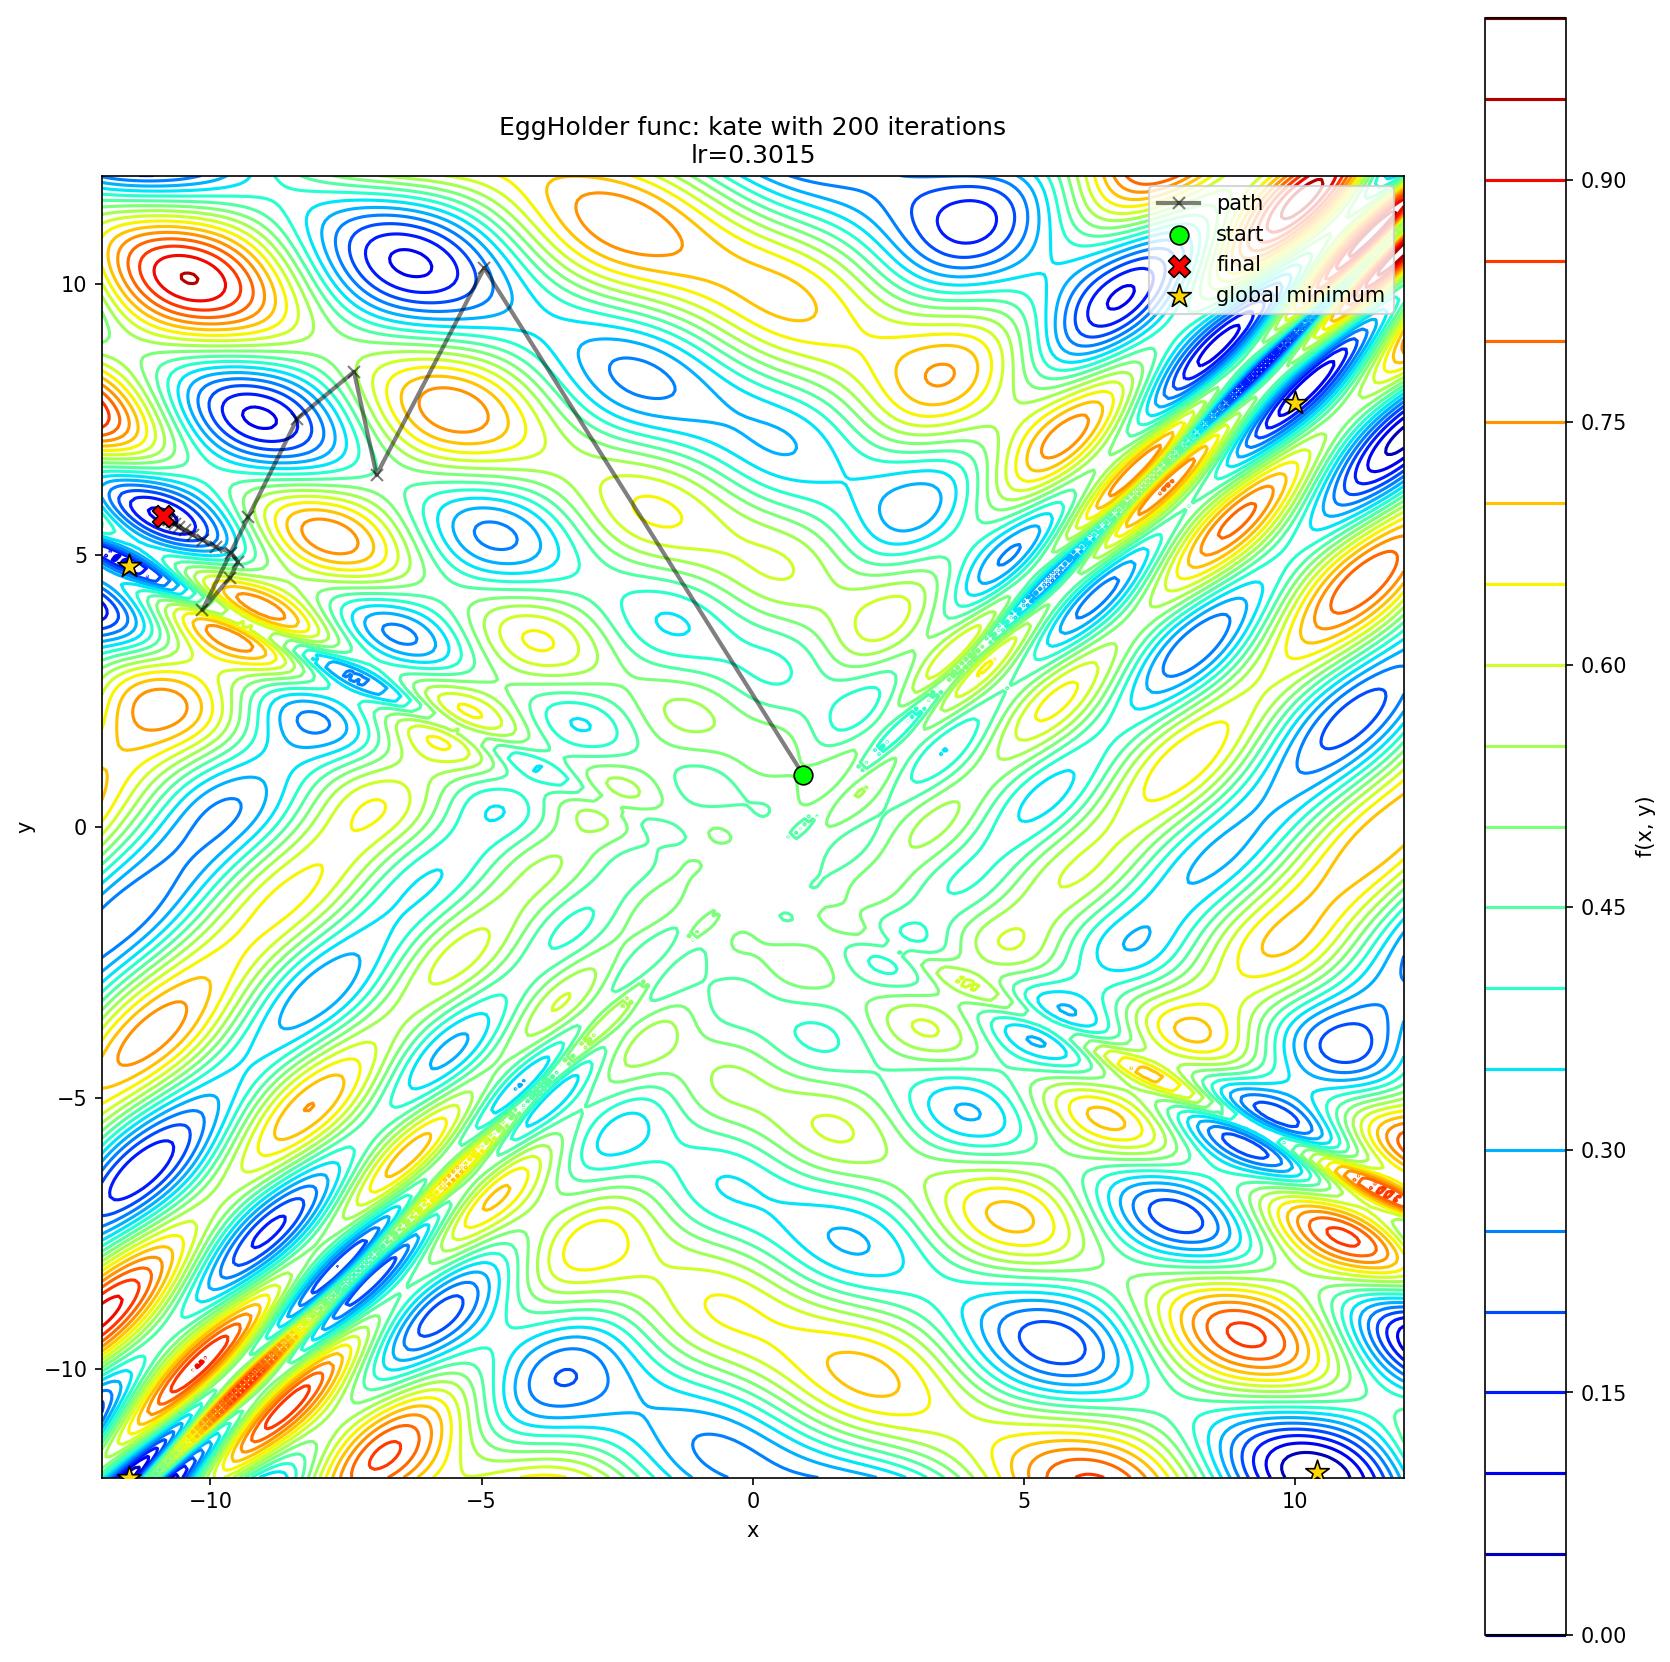 EggHolder func: kate with 200 iterations
lr=0.3015
path
start
final
global minimum
10
5
0
−5
−10
y
−10
−5
0
5
10
x
0.90
0.75
0.60
0.45
0.30
0.15
0.00
f(x, y)